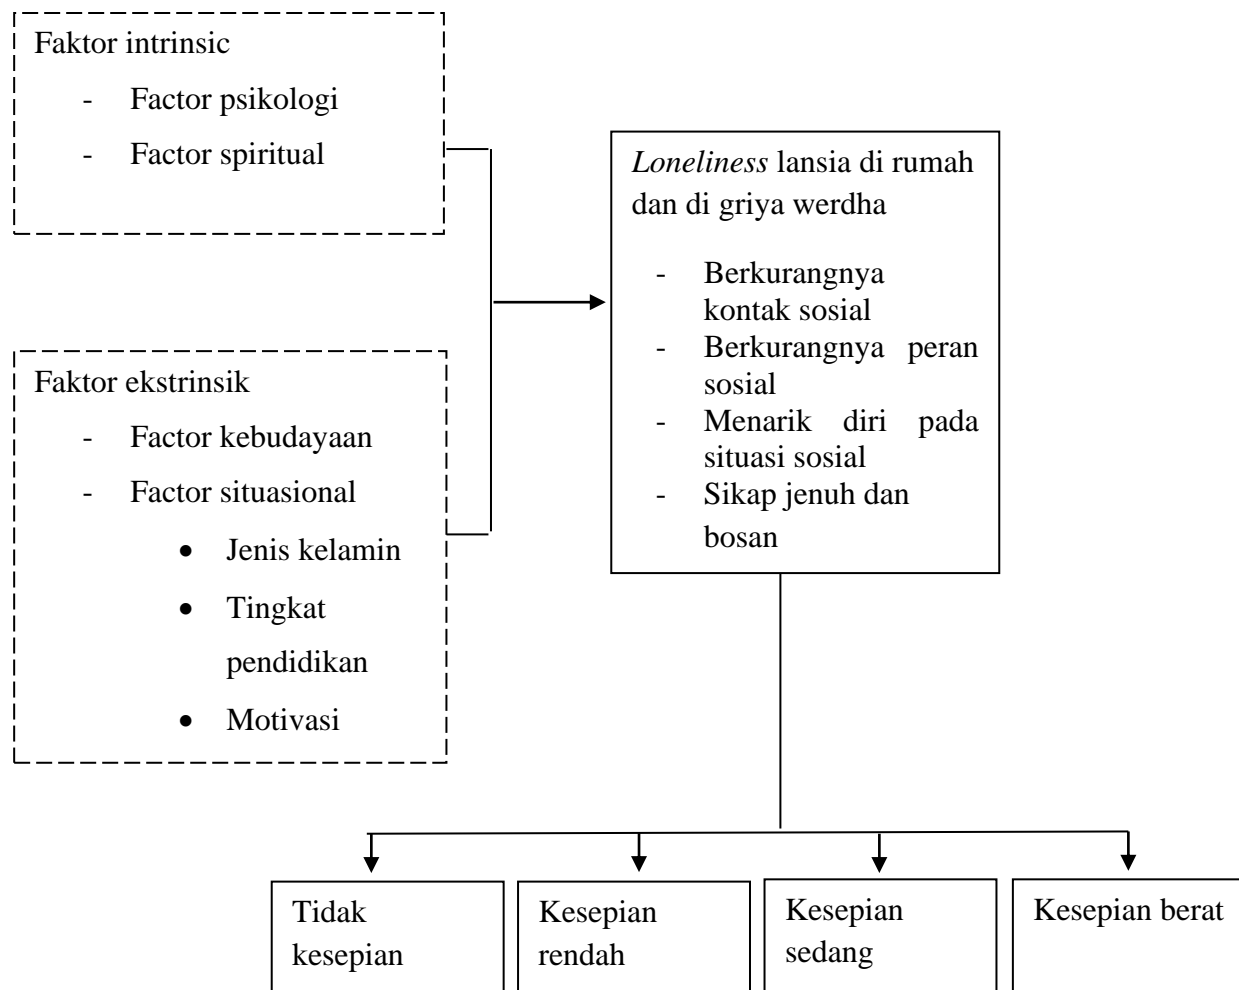 Faktor intrinsic
- Factor psikologi
- Factor spiritual
Faktor ekstrinsik
- Factor kebudayaan
- Factor situasional
• Jenis kelamin
• Tingkat
pendidikan
• Motivasi
Loneliness lansia di rumah
dan di griya werdha
- Berkurangnya
kontak sosial
- Berkurangnya peran
sosial
- Menarik diri pada
situasi sosial
- Sikap jenuh dan
bosan
Tidak
kesepian
Kesepian
rendah
Kesepian
sedang
Kesepian berat